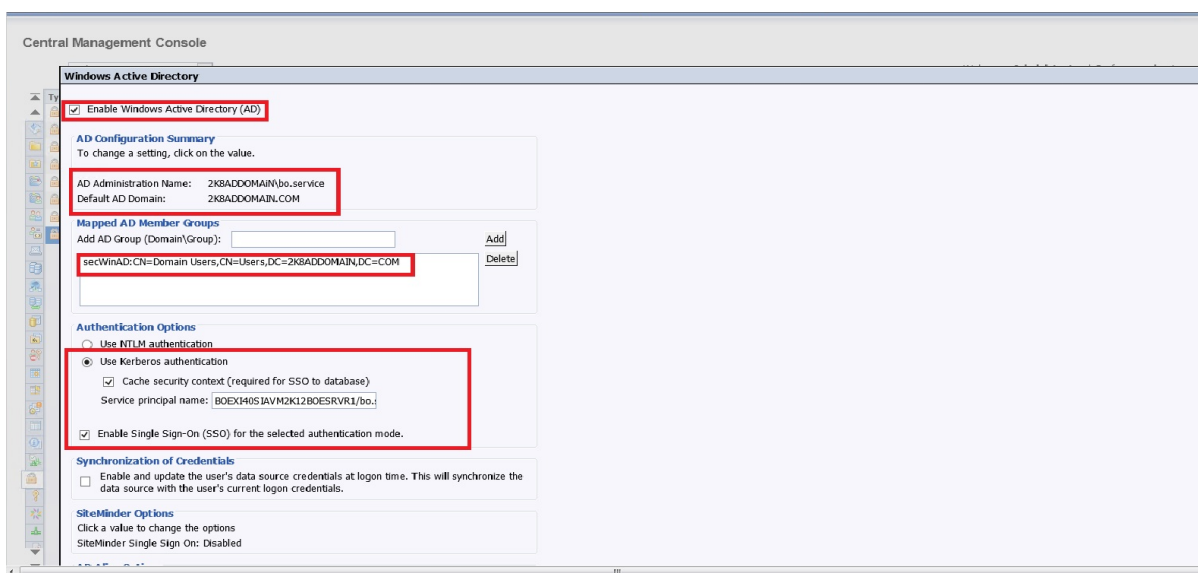 Central Management Console
Windows Active Directory
Ty
Enable Windows Active Directory (AD)
AD Configuration Summary
To change a setting, click on the value.
AD Administration Name: 2K8ADDOMAiN\bo.service
Default AD Domain: 2K8ADDOMAIN.COM
Mapped AD Member Groups
Add AD Group (Domain\Group): Add
secWinAD:CN=Domain Users,CN=Users,DC=2K8ADDOMAIN,DC=COM Delete
Authentication Options
Use NTLM authentication
Use Kerberos authentication
Cache security context (required for SSO to database)
Service principal name: BOEXI40SIAVM2K12BOESRVR1/bo.s
Enable Single Sign-On (SSO) for the selected authentication mode.
Synchronization of Credentials
Enable and update the user's data source credentials at logon time. This will synchronize the
data source with the user's current logon credentials.
SiteMinder Options
Click a value to change the options
SiteMinder Single Sign On: Disabled